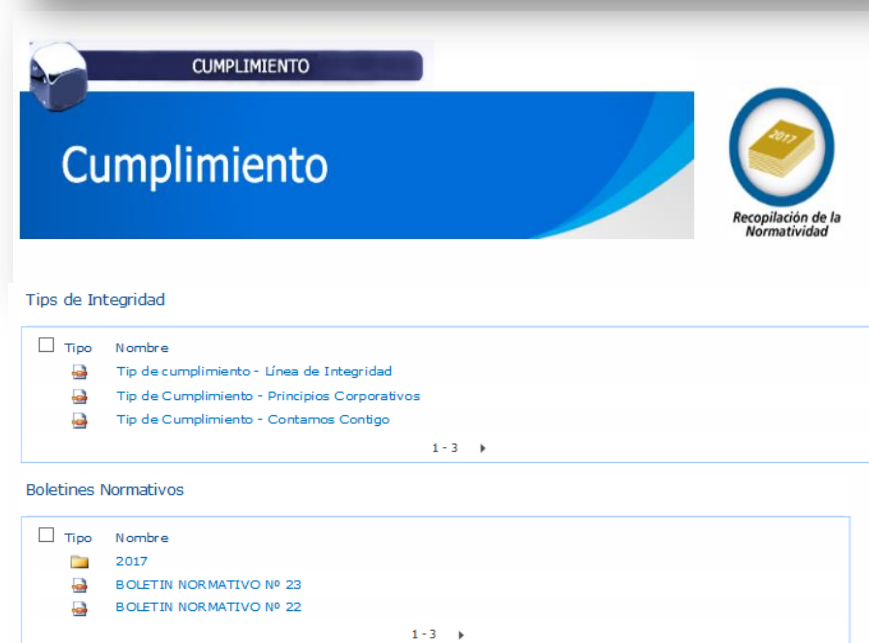 CUMPLIMIENTO
Cumplimiento
2017
Recopilación de la
Normatividad
Tips de Integridad
Tipo Nombre
Tip de cumplimiento - Línea de Integridad
Tip de Cumplimiento - Principios Corporativos
Tip de Cumplimiento - Contamos Contigo
1 - 3
Boletines Normativos
Tipo Nombre
2017
BOLETIN NORMATIVO Nº 23
BOLETIN NORMATIVO Nº 22
1 - 3